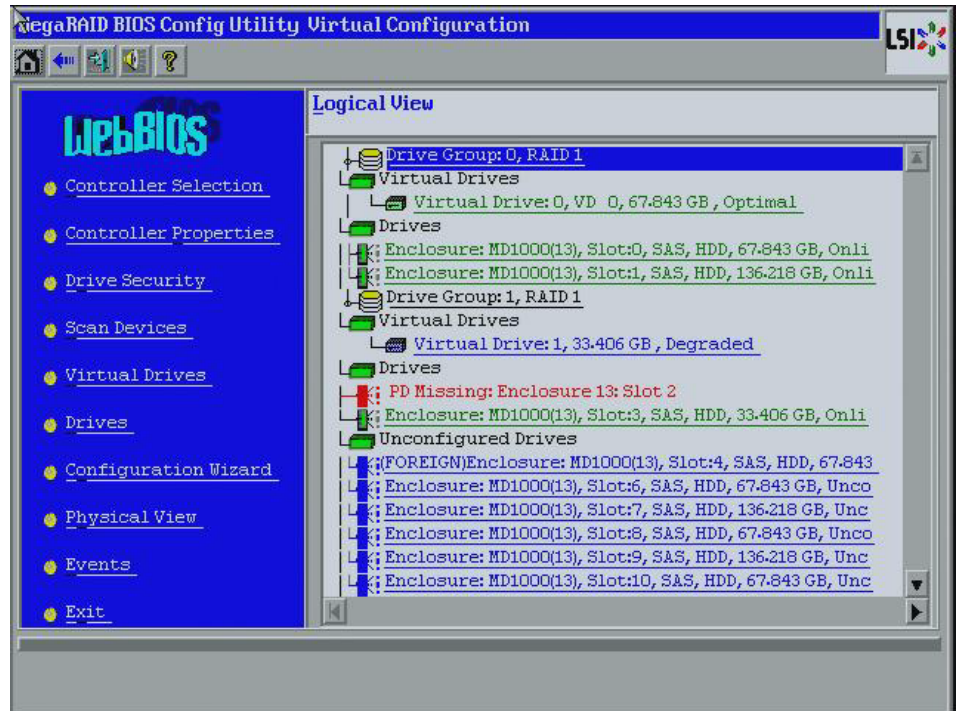 MegaRAID BIOS Config Utility Virtual Configuration
LSI
WebBIOS
Controller Selection
Controller Properties
Drive Security
Scan Devices
Virtual Drives
Drives
Configuration Wizard
Physical View
Events
Exit
Logical View
Drive Group: 0, RAID 1
Virtual Drives
Virtual Drive: 0, VD 0, 67.843 GB, Optimal
Drives
Enclosure: MD1000(13), Slot:0, SAS, HDD, 67.843 GB, Onli
Enclosure: MD1000(13), Slot:1, SAS, HDD, 136.218 GB, Onli
Drive Group: 1, RAID 1
Virtual Drives
Virtual Drive: 1, 33.406 GB, Degraded
Drives
PD Missing: Enclosure 13: Slot 2
Enclosure: MD1000(13), Slot:3, SAS, HDD, 33.406 GB, Onli
Unconfigured Drives
(FOREIGN)Enclosure: MD1000(13), Slot:4, SAS, HDD, 67.843
Enclosure: MD1000(13), Slot:6, SAS, HDD, 67.843 GB, Unco
Enclosure: MD1000(13), Slot:7, SAS, HDD, 136.218 GB, Unc
Enclosure: MD1000(13), Slot:8, SAS, HDD, 67.843 GB, Unco
Enclosure: MD1000(13), Slot:9, SAS, HDD, 136.218 GB, Unc
Enclosure: MD1000(13), Slot:10, SAS, HDD, 67.843 GB, Unc